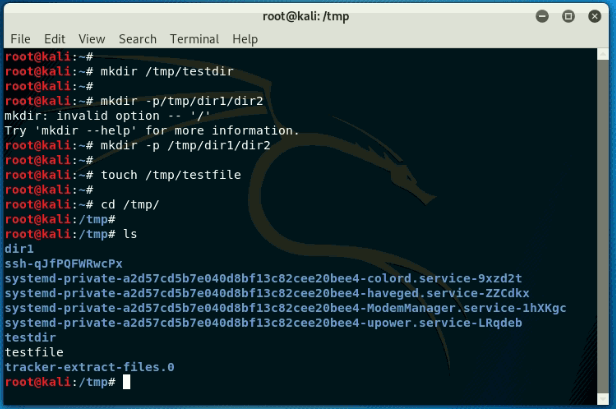 root@kali: /tmp
File Edit View Search Terminal Help
root@kali:~#
root@kali:~# mkdir /tmp/testdir
root@kali:~#
root@kali:~# mkdir -p/tmp/dir1/dir2
mkdir: invalid option -- '/'
Try 'mkdir --help' for more information.
root@kali:~# mkdir -p /tmp/dir1/dir2
root@kali:~#
root@kali:~# touch /tmp/testfile
root@kali:~#
root@kali:~# cd /tmp/
root@kali:/tmp#
root@kali:/tmp# ls
dir1
ssh-qJfPQFWRwcPx
systemd-private-a2d57cd5b7e040d8bf13c82cee20bee4-colord.service-9xzd2t
systemd-private-a2d57cd5b7e040d8bf13c82cee20bee4-haveged.service-ZZCdkx
systemd-private-a2d57cd5b7e040d8bf13c82cee20bee4-ModemManager.service-1hXKgc
systemd-private-a2d57cd5b7e040d8bf13c82cee20bee4-upower.service-LRqdeb
testdir
testfile
tracker-extract-files.0
root@kali:/tmp#